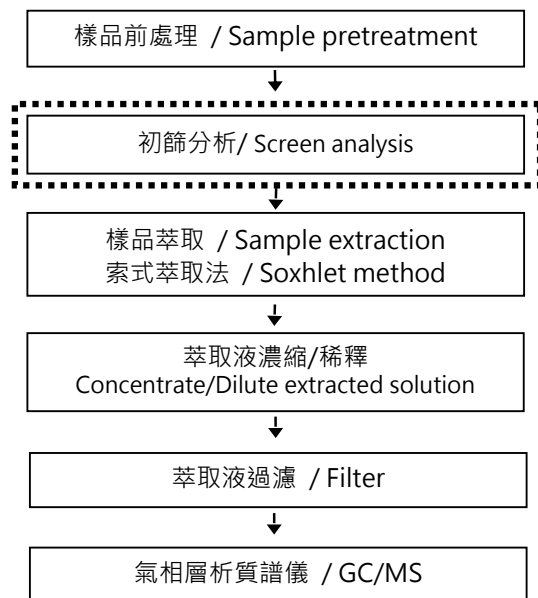 樣品前處理 / Sample pretreatment
初篩分析/ Screen analysis
樣品萃取 / Sample extraction
索式萃取法 / Soxhlet method
萃取液濃縮/稀釋
Concentrate/Dilute extracted solution
萃取液過濾 / Filter
氣相層析質譜儀 / GC/MS